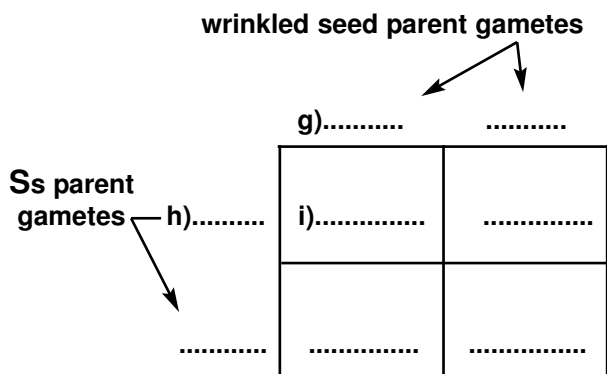 wrinkled seed parent gametes
g)........... ...........
Ss parent
gametes
h).......... i)............... ...............
............ ............... ..............